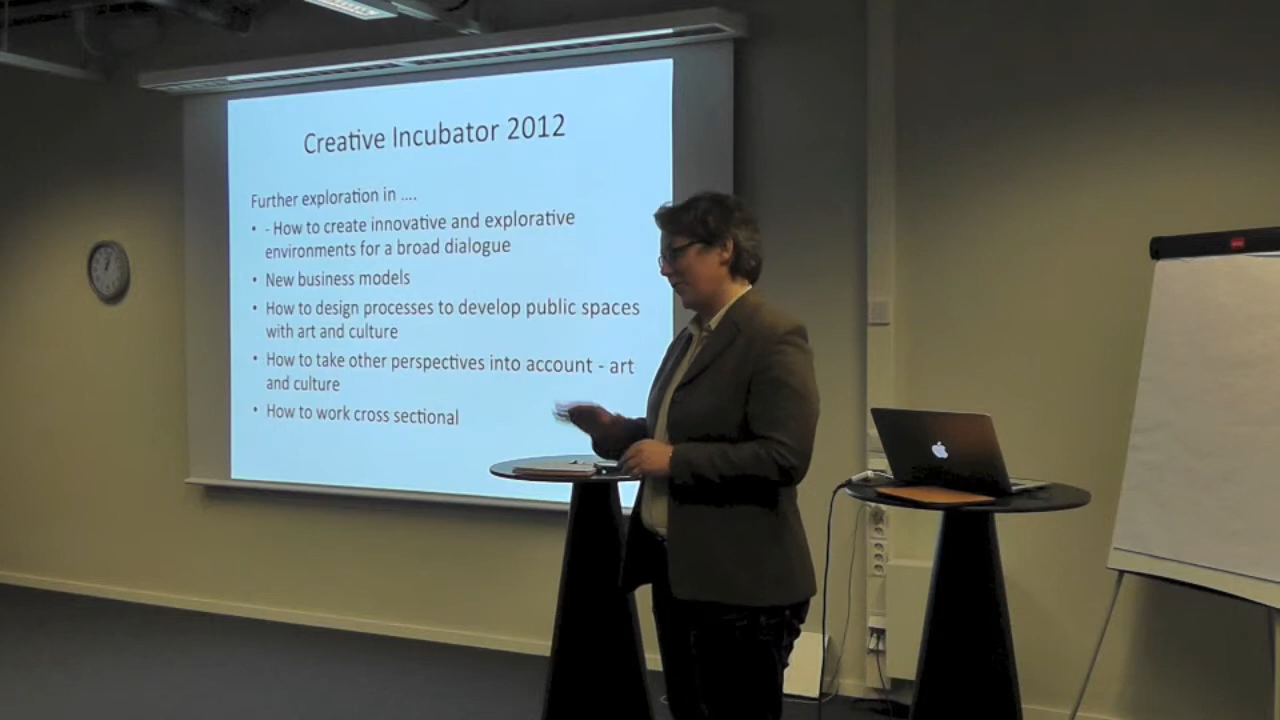 Creative Incubator 2012
Further exploration in ....
• - How to create innovative and explorative
environments for a broad dialogue
• New business models
• How to design processes to develop public spaces
with art and culture
• How to take other perspectives into account - art
and culture
• How to work cross sectional